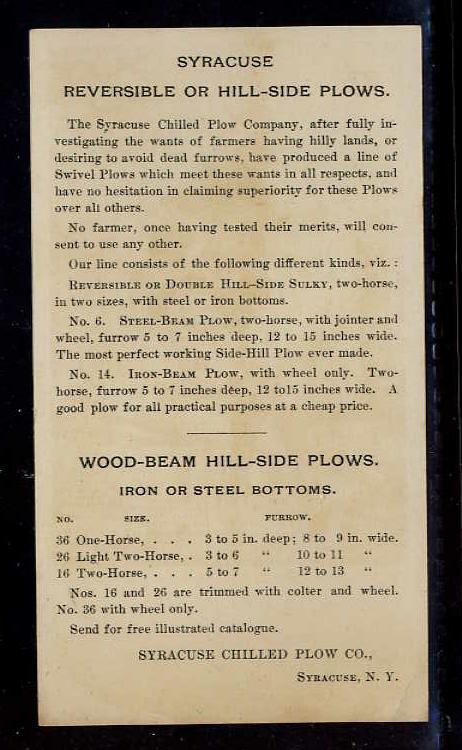 SYRACUSE
REVERSIBLE OR HILL-SIDE PLOWS.
The Syracuse Chilled Plow Company, after fully in-
vestigating the wants of farmers having hilly lands, or
desiring to avoid dead furrows, have produced a line of
Swivel Plows which meet these wants in all respects, and
have no hesitation in claiming superiority for these Plows
over all others.
No farmer, once having tested their merits, will con-
sent to use any other.
Our line consists of the following different kinds, viz. :
REVERSIBLE OR DOUBLE HILL-SIDE SULKY, two-horse,
in two sizes, with steel or iron bottoms.
No. 6. STEEL-BEAM PLOW, two-horse, with jointer and
wheel, furrow 5 to 7 inches deep, 12 to 15 inches wide.
The most perfect working Side-Hill Plow ever made.
No. 14. IRON-BEAM PLOW, with wheel only. Two-
horse, furrow 5 to 7 inches deep, 12 to15 inches wide. A
good plow for all practical purposes at a cheap price.
WOOD-BEAM HILL-SIDE PLOWS.
IRON OR STEEL BOTTOMS.
NO. SIZE. FURROW.
36 One-Horse, . . . 3 to 5 in. deep; 8 to 9 in. wide.
26 Light Two-Horse, . 3 to 6 " 10 to 11 "
16 Two-Horse, . . . 5 to 7 " 12 to 13 "
Nos. 16 and 26 are trimmed with colter and wheel.
No. 36 with wheel only.
Send for free illustrated catalogue.
SYRACUSE CHILLED PLOW CO.,
SYRACUSE, N. Y.